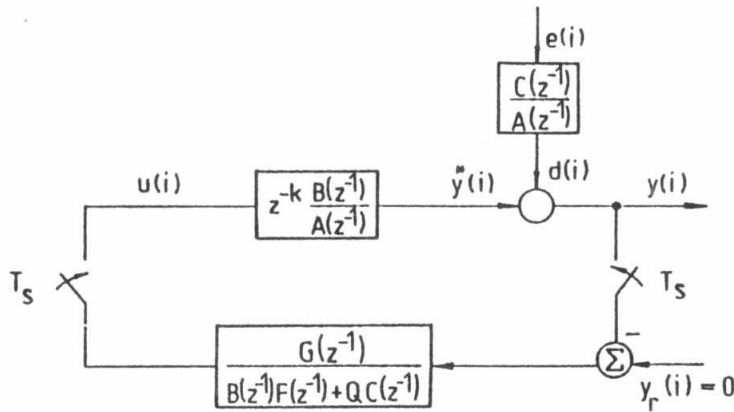 e(i)
C(z⁻¹)
A(z⁻¹)
u(i)
z⁻ᵏ B(z⁻¹)
A(z⁻¹)
ẙ(i)
d(i)
y(i)
Tₛ
Tₛ
G(z⁻¹)
B(z⁻¹)F(z⁻¹)+QC(z⁻¹)
−
Σ
yᵣ(i) = 0